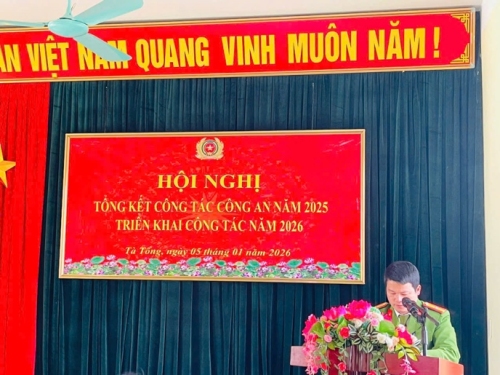 AN VIỆT NAM QUANG VINH MUÔN NĂM !
HỘI NGHỊ
TỔNG KẾT CÔNG TÁC CÔNG AN NĂM 2025
TRIỂN KHAI CÔNG TÁC NĂM 2026
Tà Tổng, ngày 05 tháng 01 năm 2026